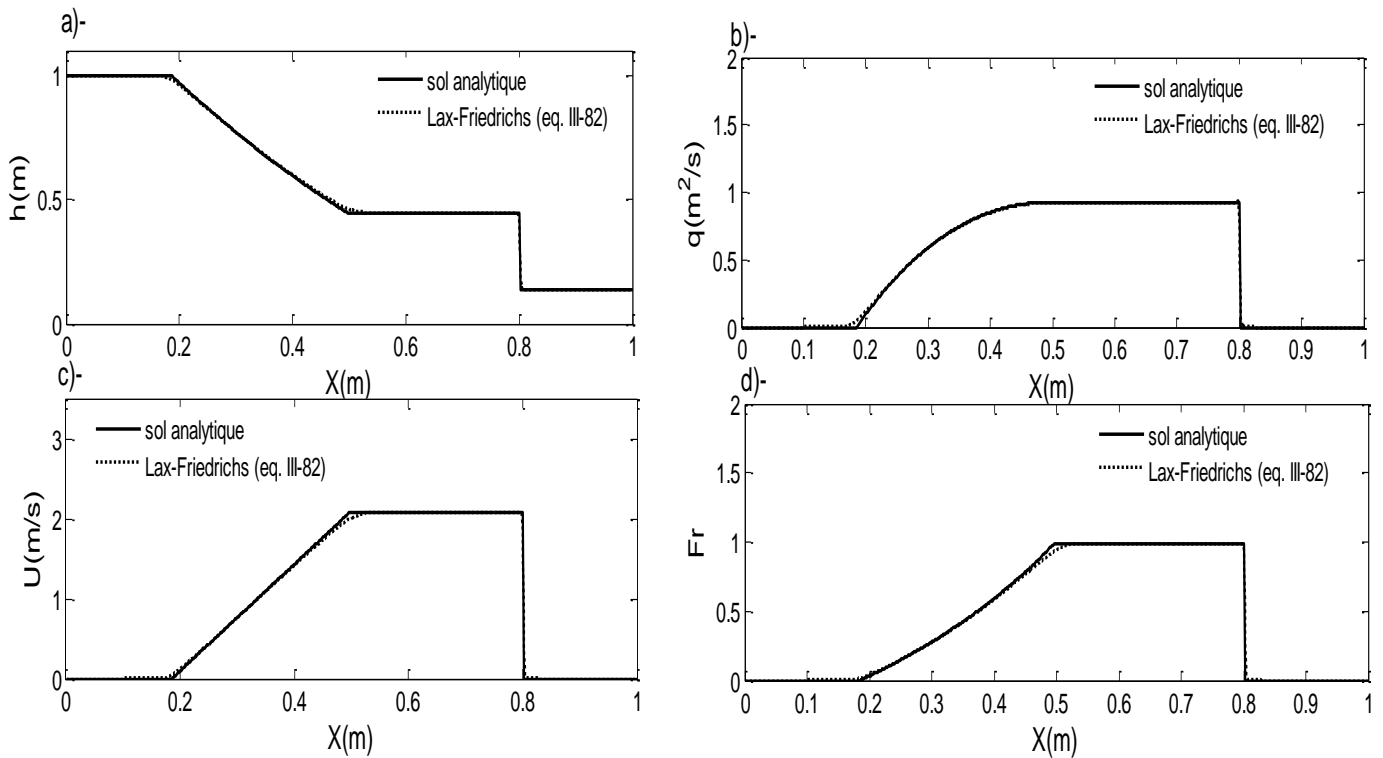 a)-
h(m)
1
0.5
0
sol analytique
Lax-Friedrichs (eq. III-82)
0 0.2 0.4 0.6 0.8 1
X(m)
b)-
q(m²/s)
2
1.5
1
0.5
0
sol analytique
Lax-Friedrichs (eq. III-82)
0 0.1 0.2 0.3 0.4 0.5 0.6 0.7 0.8 0.9 1
X(m)
c)-
U(m/s)
3
2
1
0
sol analytique
Lax-Friedrichs (eq. III-82)
0 0.2 0.4 0.6 0.8 1
X(m)
d)-
Fr
2
1.5
1
0.5
0
sol analytique
Lax-Friedrichs (eq. III-82)
0 0.1 0.2 0.3 0.4 0.5 0.6 0.7 0.8 0.9 1
X(m)